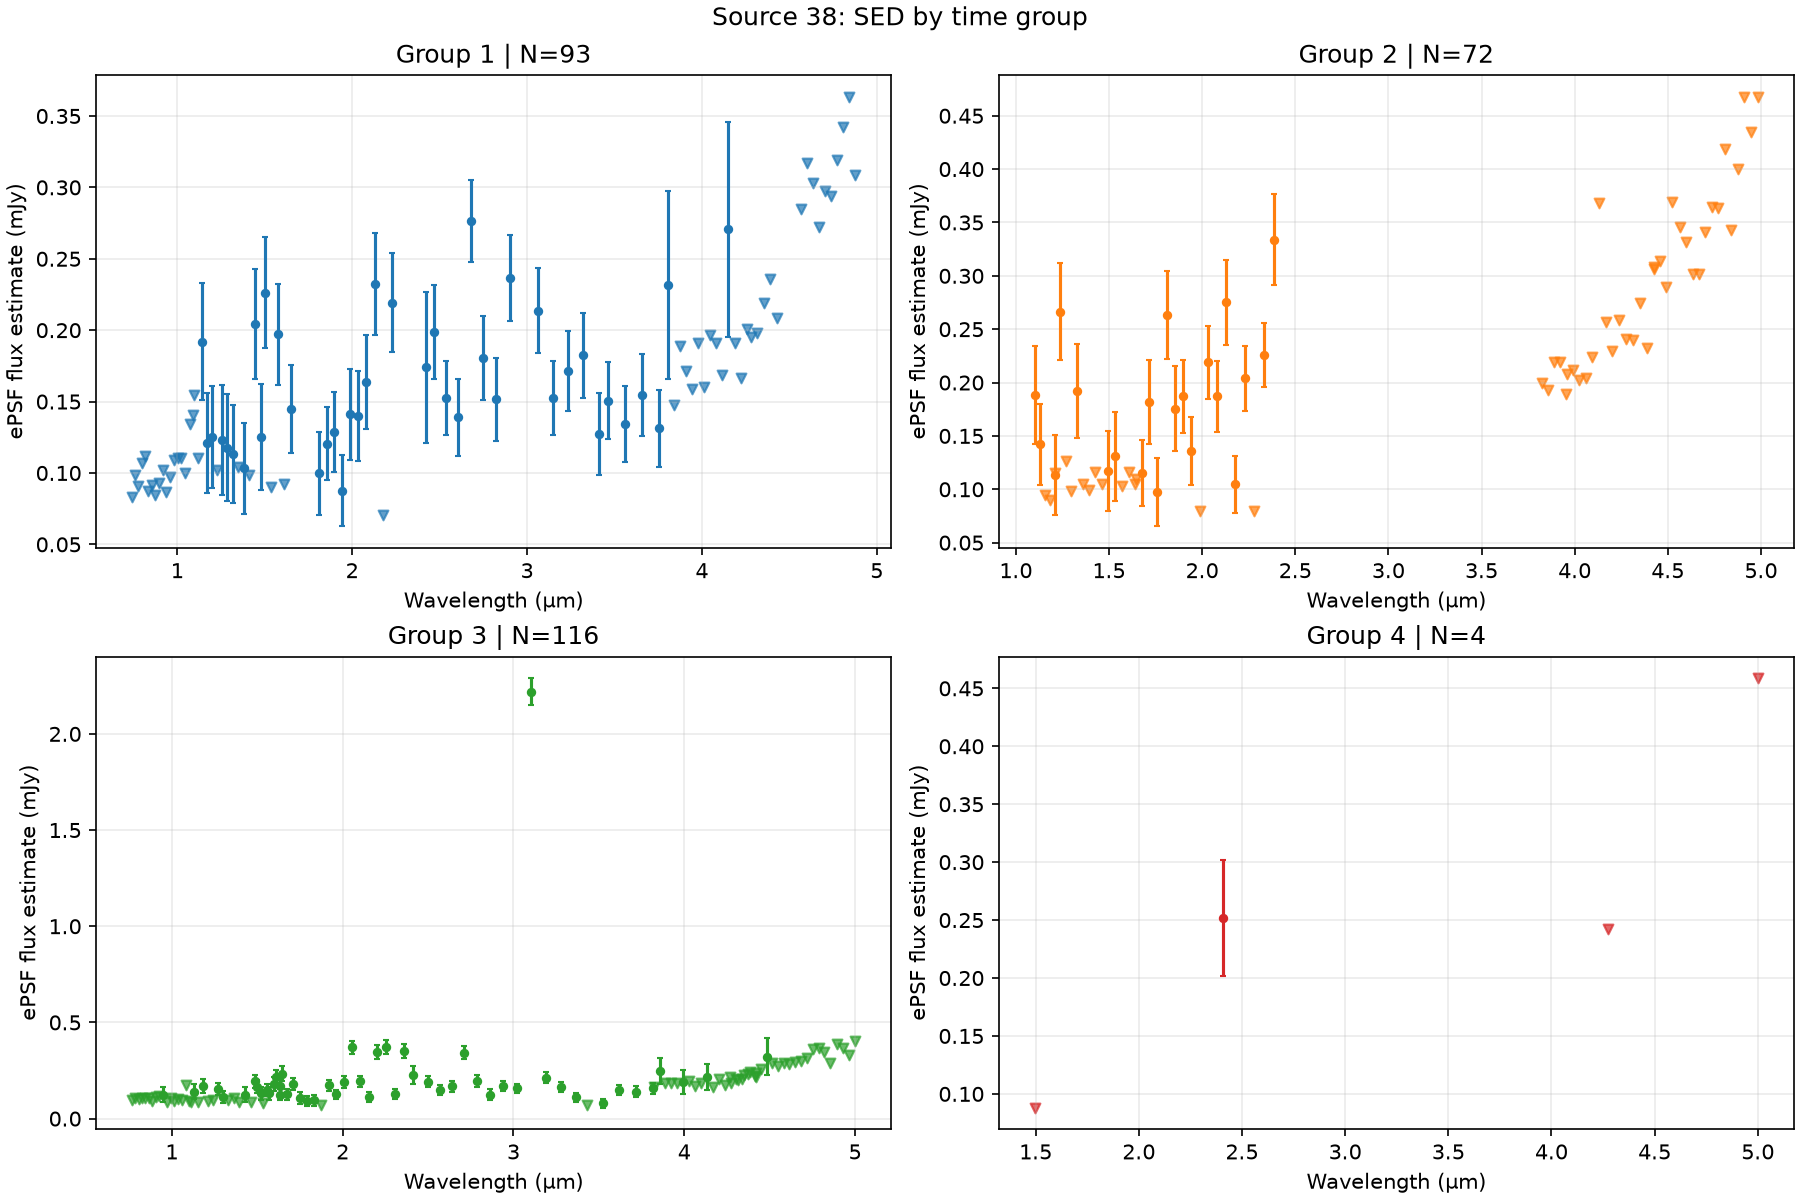 Source 38: SED by time group
Group 1 | N=93
0.35
0.30
0.25
0.20
0.15
0.10
0.05
ePSF flux estimate (mJy)
1 2 3 4 5
Wavelength (μm)
Group 2 | N=72
0.45
0.40
0.35
0.30
0.25
0.20
0.15
0.10
0.05
ePSF flux estimate (mJy)
1.0 1.5 2.0 2.5 3.0 3.5 4.0 4.5 5.0
Wavelength (μm)
Group 3 | N=116
2.0
1.5
1.0
0.5
0.0
ePSF flux estimate (mJy)
1 2 3 4 5
Wavelength (μm)
Group 4 | N=4
0.45
0.40
0.35
0.30
0.25
0.20
0.15
0.10
ePSF flux estimate (mJy)
1.5 2.0 2.5 3.0 3.5 4.0 4.5 5.0
Wavelength (μm)